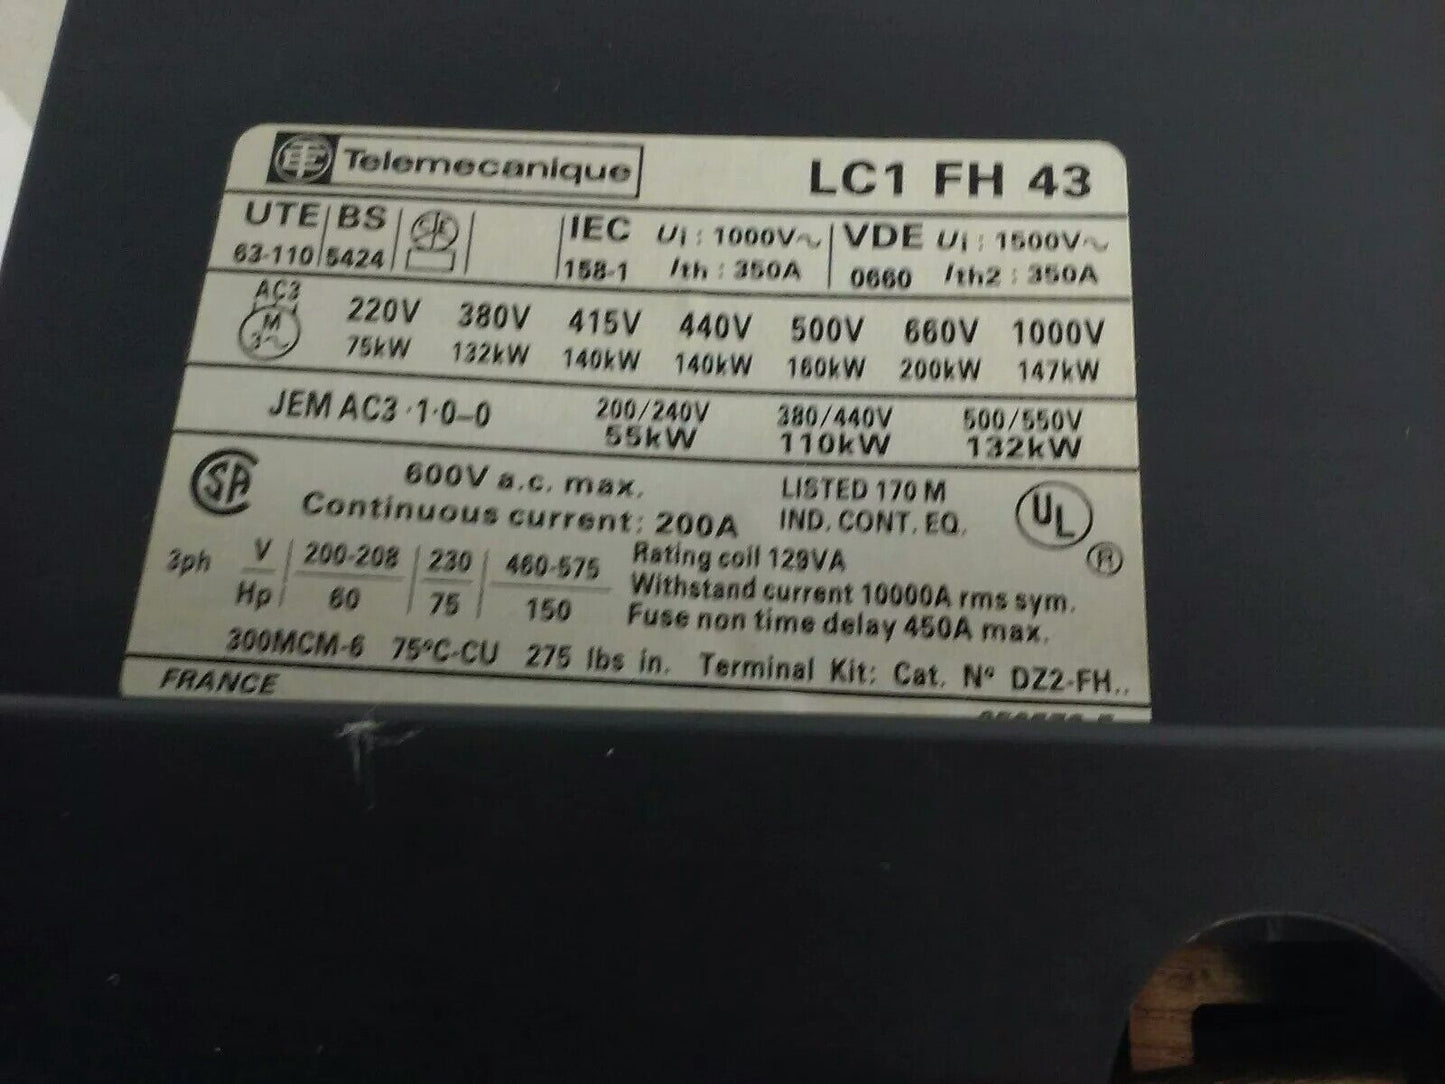 Telemecanique LC1 FH 43
UTE BS IEC Ui : 1000V~ VDE Ui : 1500V~
63-110 5424 158-1 Ith : 350A 0660 Ith2 : 350A
AC3 220V 380V 415V 440V 500V 660V 1000V
M 3~ 75kW 132kW 140kW 140kW 160kW 200kW 147kW
JEM AC3·1·0-0 200/240V 380/440V 500/550V
55kW 110kW 132kW
SA 600V a.c. max. LISTED 170 M UL
Continuous current: 200A IND. CONT. EQ. ®
3ph V 200-208 230 460-575 Rating coil 129VA
Hp 60 75 150 Withstand current 10000A rms sym.
Fuse non time delay 450A max.
300MCM-6 75°C-CU 275 lbs in. Terminal Kit: Cat. N° DZ2-FH..
FRANCE